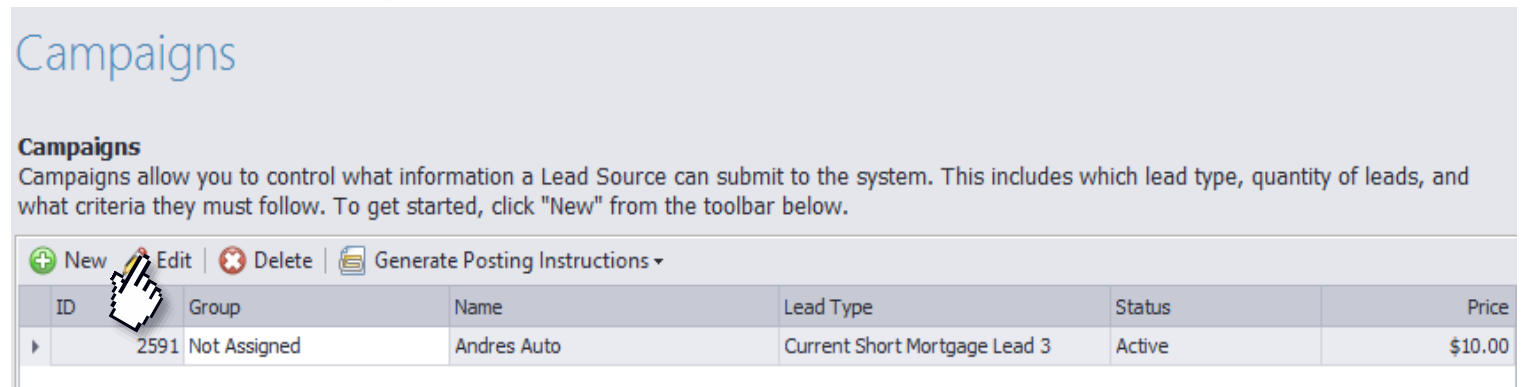 Campaigns
Campaigns
Campaigns allow you to control what information a Lead Source can submit to the system. This includes which lead type, quantity of leads, and
what criteria they must follow. To get started, click "New" from the toolbar below.
New Edit Delete Generate Posting Instructions
ID Group Name Lead Type Status Price
2591 Not Assigned Andres Auto Current Short Mortgage Lead 3 Active $10.00